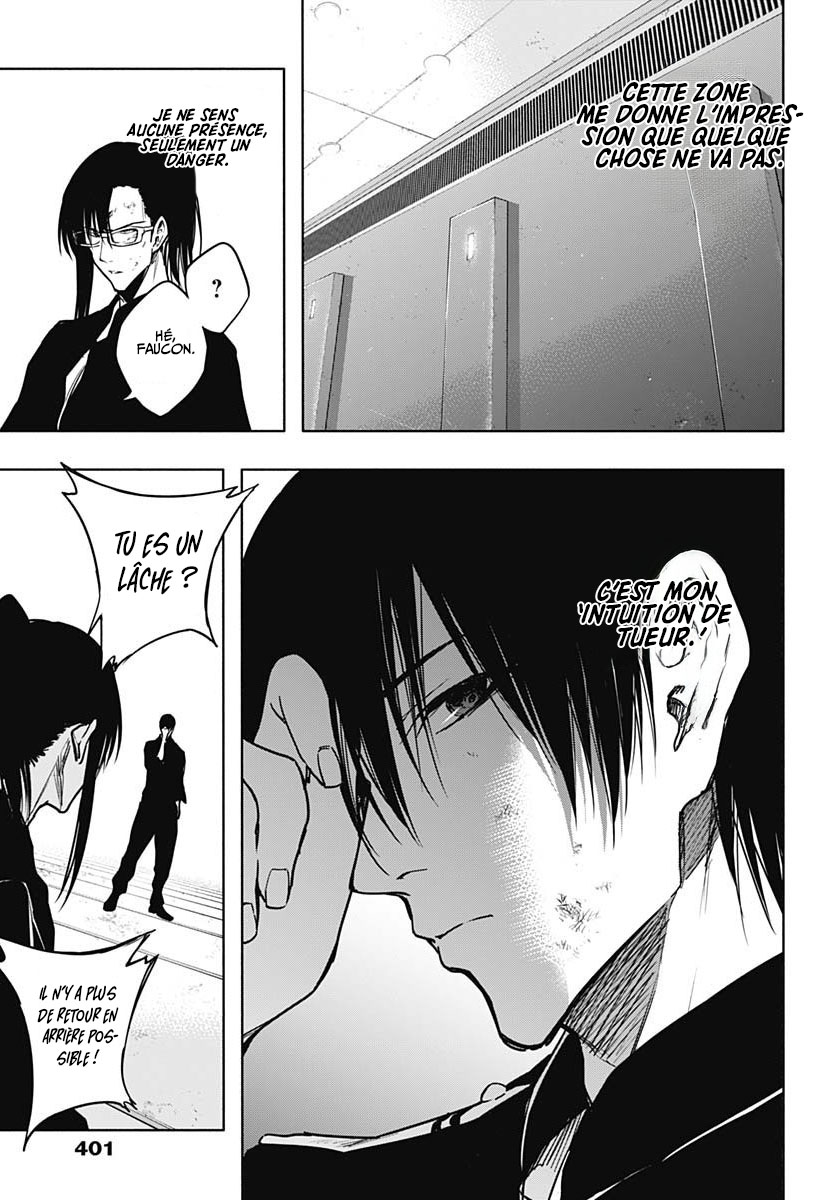 CETTE ZONE
ME DONNE L'IMPRES-
SION QUE QUELQUE
CHOSE NE VA PAS.
JE NE SENS
AUCUNE PRÉSENCE,
SEULEMENT UN
DANGER.
?
HÉ,
FAUCON.
C'EST MON
'INTUITION DE
TUEUR.'
TU ES UN
LÂCHE ?
IL N'Y A PLUS
DE RETOUR EN
ARRIÈRE POS-
SIBLE !
401